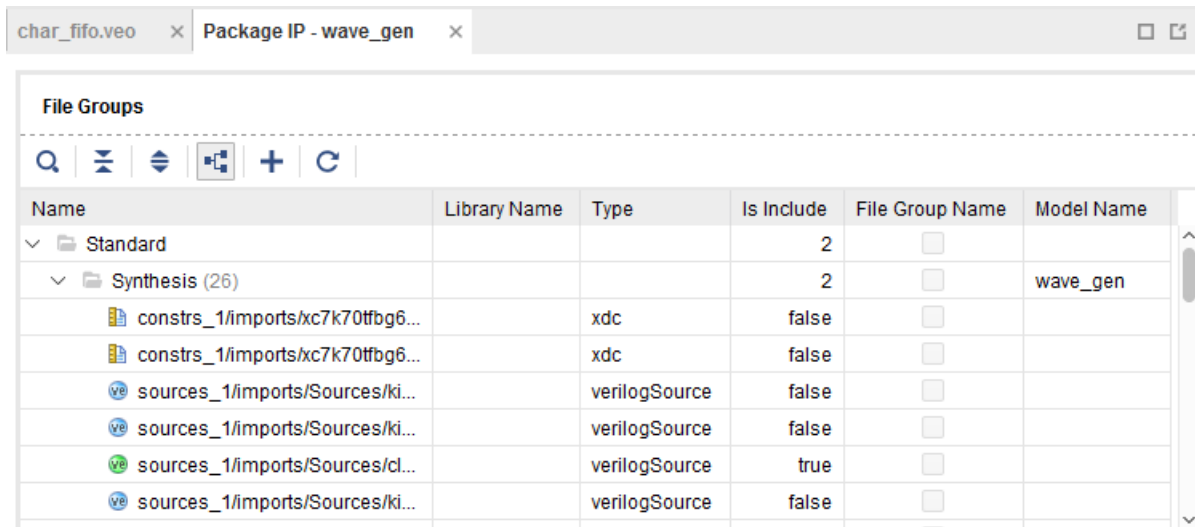 char_fifo.veo × Package IP - wave_gen ×
File Groups
Name Library Name Type Is Include File Group Name Model Name
Standard 2
Synthesis (26) 2 wave_gen
constrs_1/imports/xc7k70tfbg6... xdc false
constrs_1/imports/xc7k70tfbg6... xdc false
sources_1/imports/Sources/ki... verilogSource false
sources_1/imports/Sources/ki... verilogSource false
sources_1/imports/Sources/cl... verilogSource true
sources_1/imports/Sources/ki... verilogSource false